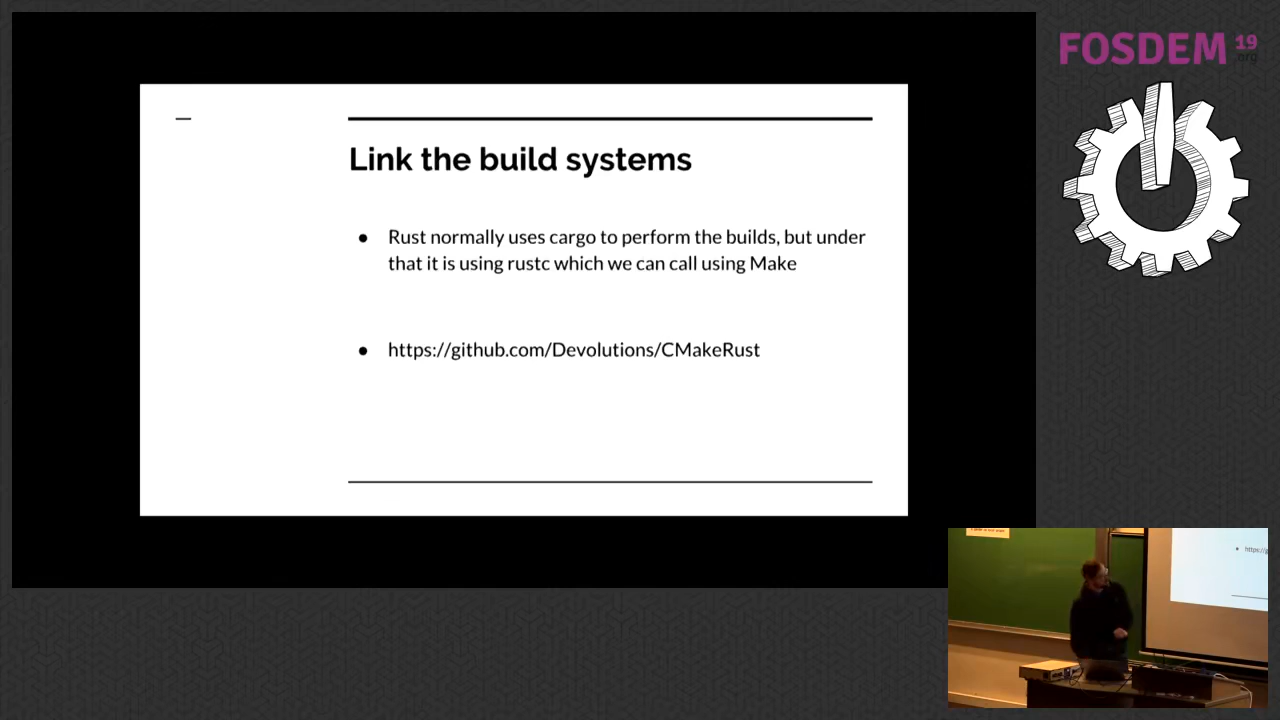 FOSDEM 19
.org
Link the build systems
● Rust normally uses cargo to perform the builds, but under
that it is using rustc which we can call using Make
● https://github.com/Devolutions/CMakeRust
● https://g